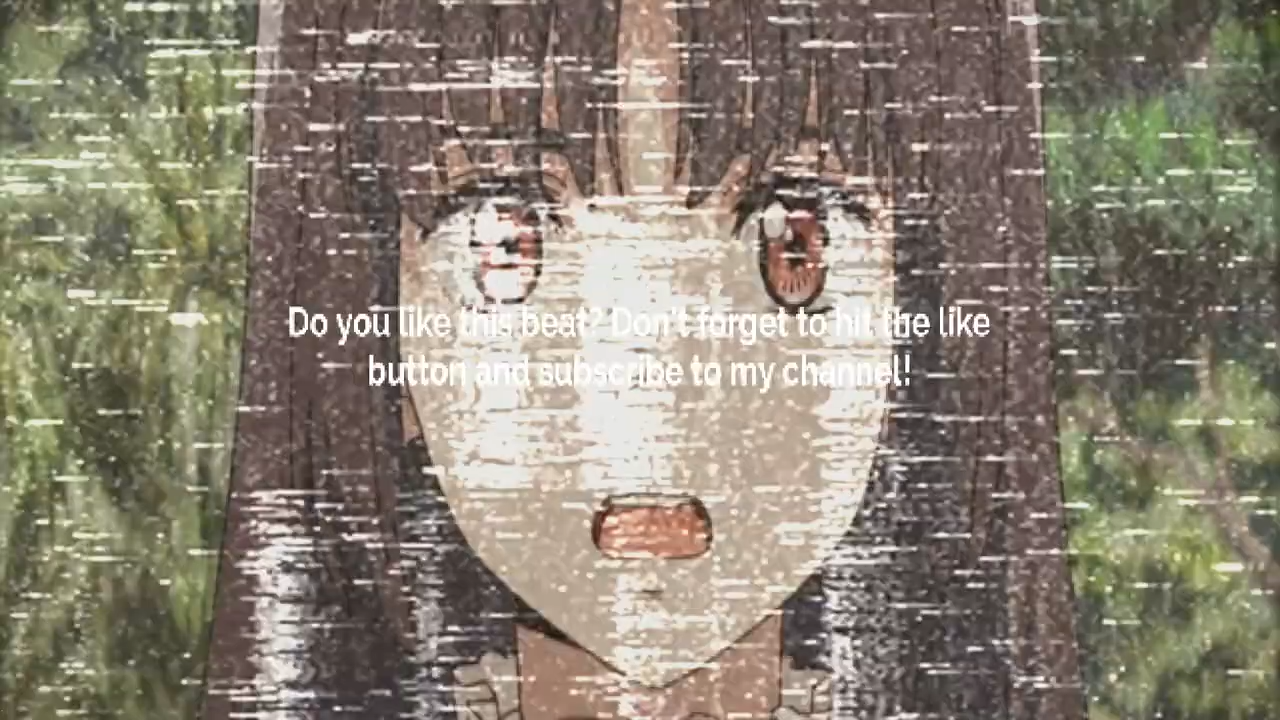 Do you like this beat? Don't forget to hit the like
button and subscribe to my channel!